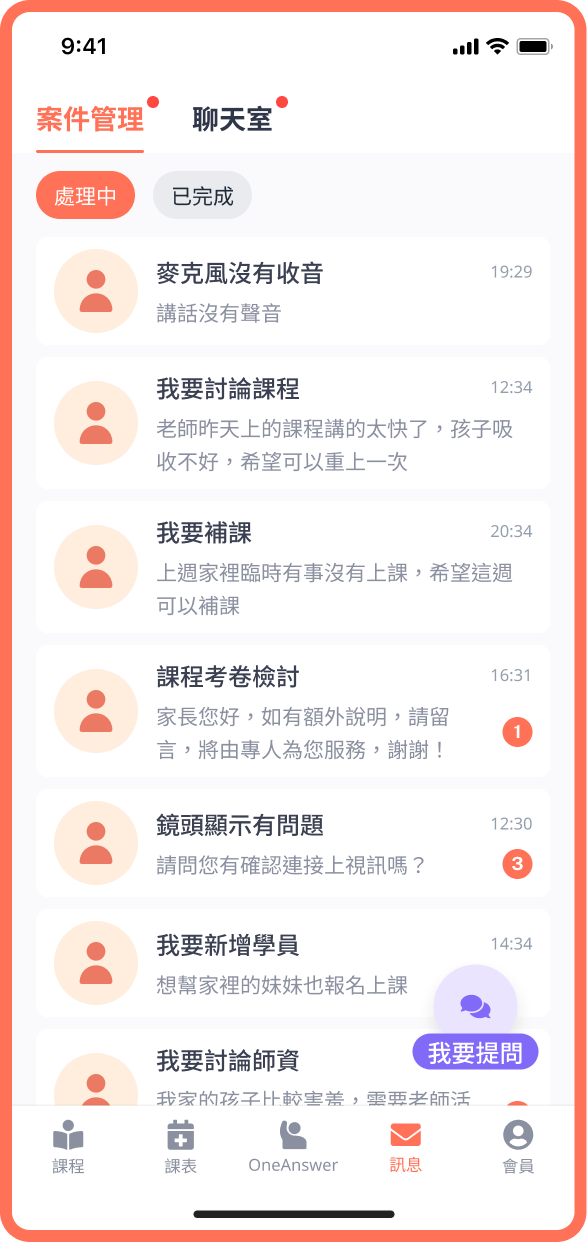 9:41
案件管理
聊天室
處理中
已完成
麥克風沒有收音
19:29
講話沒有聲音
我要討論課程
12:34
老師昨天上的課程講的太快了，孩子吸
收不好，希望可以重上一次
我要補課
20:34
上週家裡臨時有事沒有上課，希望這週
可以補課
課程考卷檢討
16:31
家長您好，如有額外說明，請留
言，將由專人為您服務，謝謝！
1
鏡頭顯示有問題
12:30
請問您有確認連接上視訊嗎？
3
我要新增學員
14:34
想幫家裡的妹妹也報名上課
我要提問
我要討論師資
我家的孩子比較害羞，需要老師活
課程
課表
OneAnswer
訊息
會員